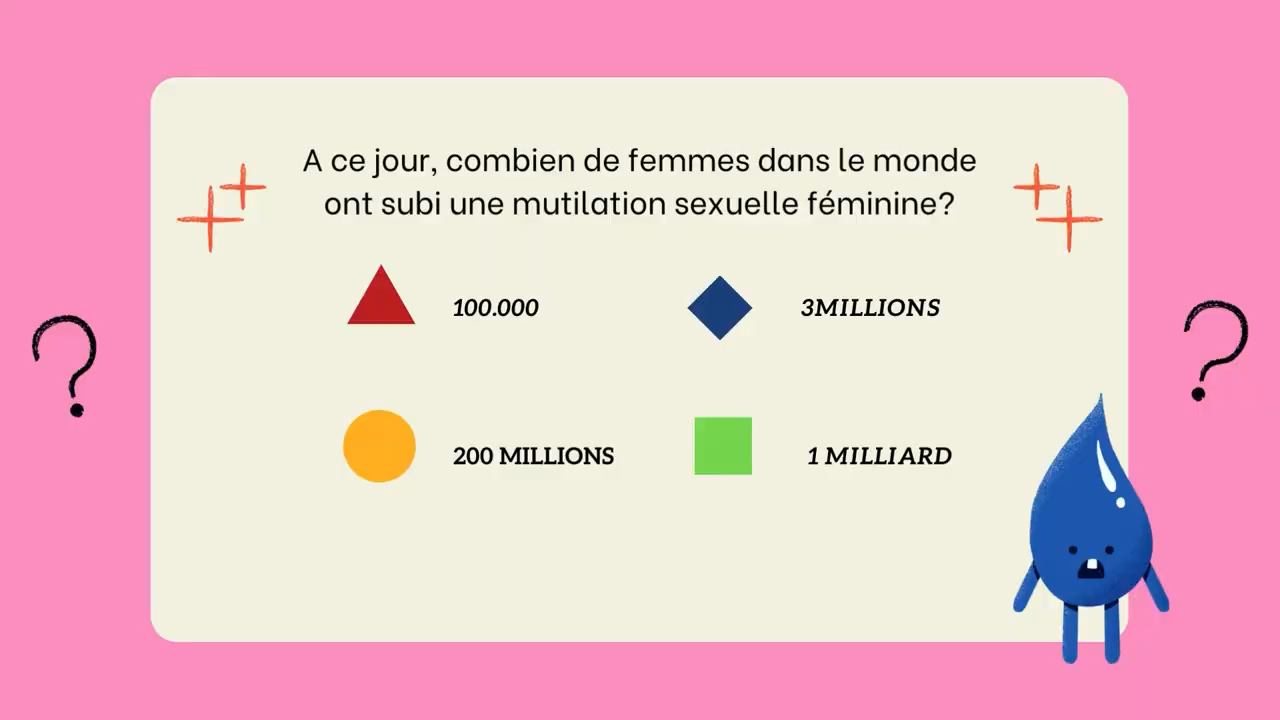 A ce jour, combien de femmes dans le monde
ont subi une mutilation sexuelle féminine?
100.000
3MILLIONS
200 MILLIONS
1 MILLIARD